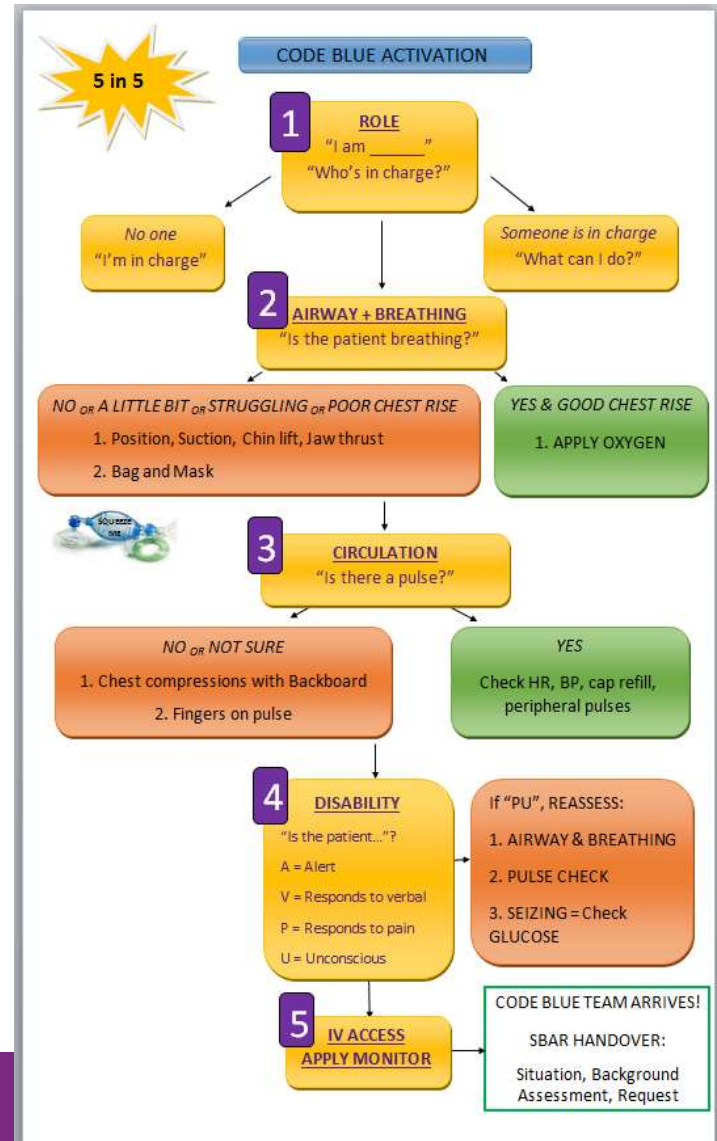 5 in 5
CODE BLUE ACTIVATION
1
ROLE
“I am ______”
“Who’s in charge?”
No one
“I’m in charge”
Someone is in charge
“What can I do?”
2
AIRWAY + BREATHING
“Is the patient breathing?”
NO OR A LITTLE BIT OR STRUGGLING OR POOR CHEST RISE
1. Position, Suction, Chin lift, Jaw thrust
2. Bag and Mask
YES & GOOD CHEST RISE
1. APPLY OXYGEN
SQUEEZE
ME
3
CIRCULATION
“Is there a pulse?”
NO OR NOT SURE
1. Chest compressions with Backboard
2. Fingers on pulse
YES
Check HR, BP, cap refill,
peripheral pulses
4
DISABILITY
“Is the patient...”?
A = Alert
V = Responds to verbal
P = Responds to pain
U = Unconscious
If “PU”, REASSESS:
1. AIRWAY & BREATHING
2. PULSE CHECK
3. SEIZING = Check
GLUCOSE
5
IV ACCESS
APPLY MONITOR
CODE BLUE TEAM ARRIVES!
SBAR HANDOVER:
Situation, Background
Assessment, Request